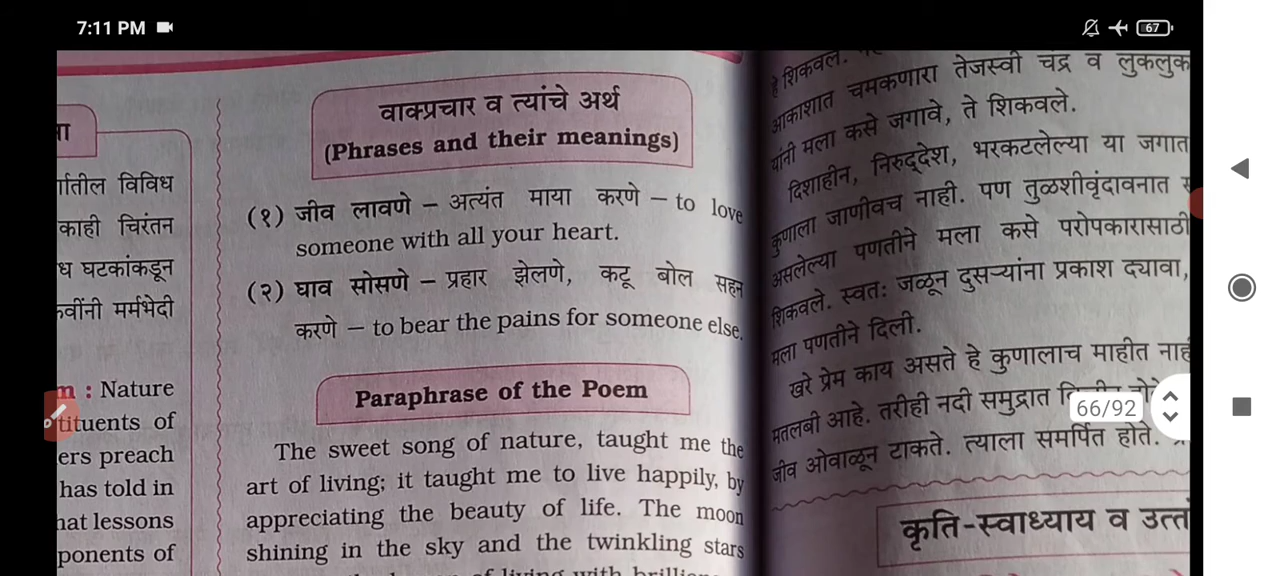 7:11 PM
67
ा
र्गातील विविध
काही चिरंतन
ध घटकांकडून
कवींनी मर्मभेदी
m : Nature
tituents of
ers preach
has told in
hat lessons
ponents of
वाक्प्रचार व त्यांचे अर्थ
(Phrases and their meanings)
(१) जीव लावणे – अत्यंत माया करणे – to love
someone with all your heart.
(२) घाव सोसणे – प्रहार झेलणे, कटू बोल सहन
करणे – to bear the pains for someone else.
Paraphrase of the Poem
The sweet song of nature, taught me the
art of living; it taught me to live happily, by
appreciating the beauty of life. The moon
shining in the sky and the twinkling stars
of living with
हे शिकवले.
आकाशात चमकणारा तेजस्वी चंद्र व लुकलुक
यांनी मला कसे जगावे, ते शिकवले.
दिशाहीन, निरुद्देश, भरकटलेल्या या जगात
कुणाला जाणीवच नाही. पण तुळशीवृंदावनात
असलेल्या पणतीने मला कसे परोपकारासाठी
शिकवले. स्वतः जळून दुसऱ्यांना प्रकाश द्यावा,
मला पणतीने दिली.
खरे प्रेम काय असते हे कुणालाच माहीत नाह
मतलबी आहे. तरीही नदी समुद्रात
जीव ओवाळून टाकते. त्याला समर्पित होते.
66/92
कृति-स्वाध्याय व उत्त